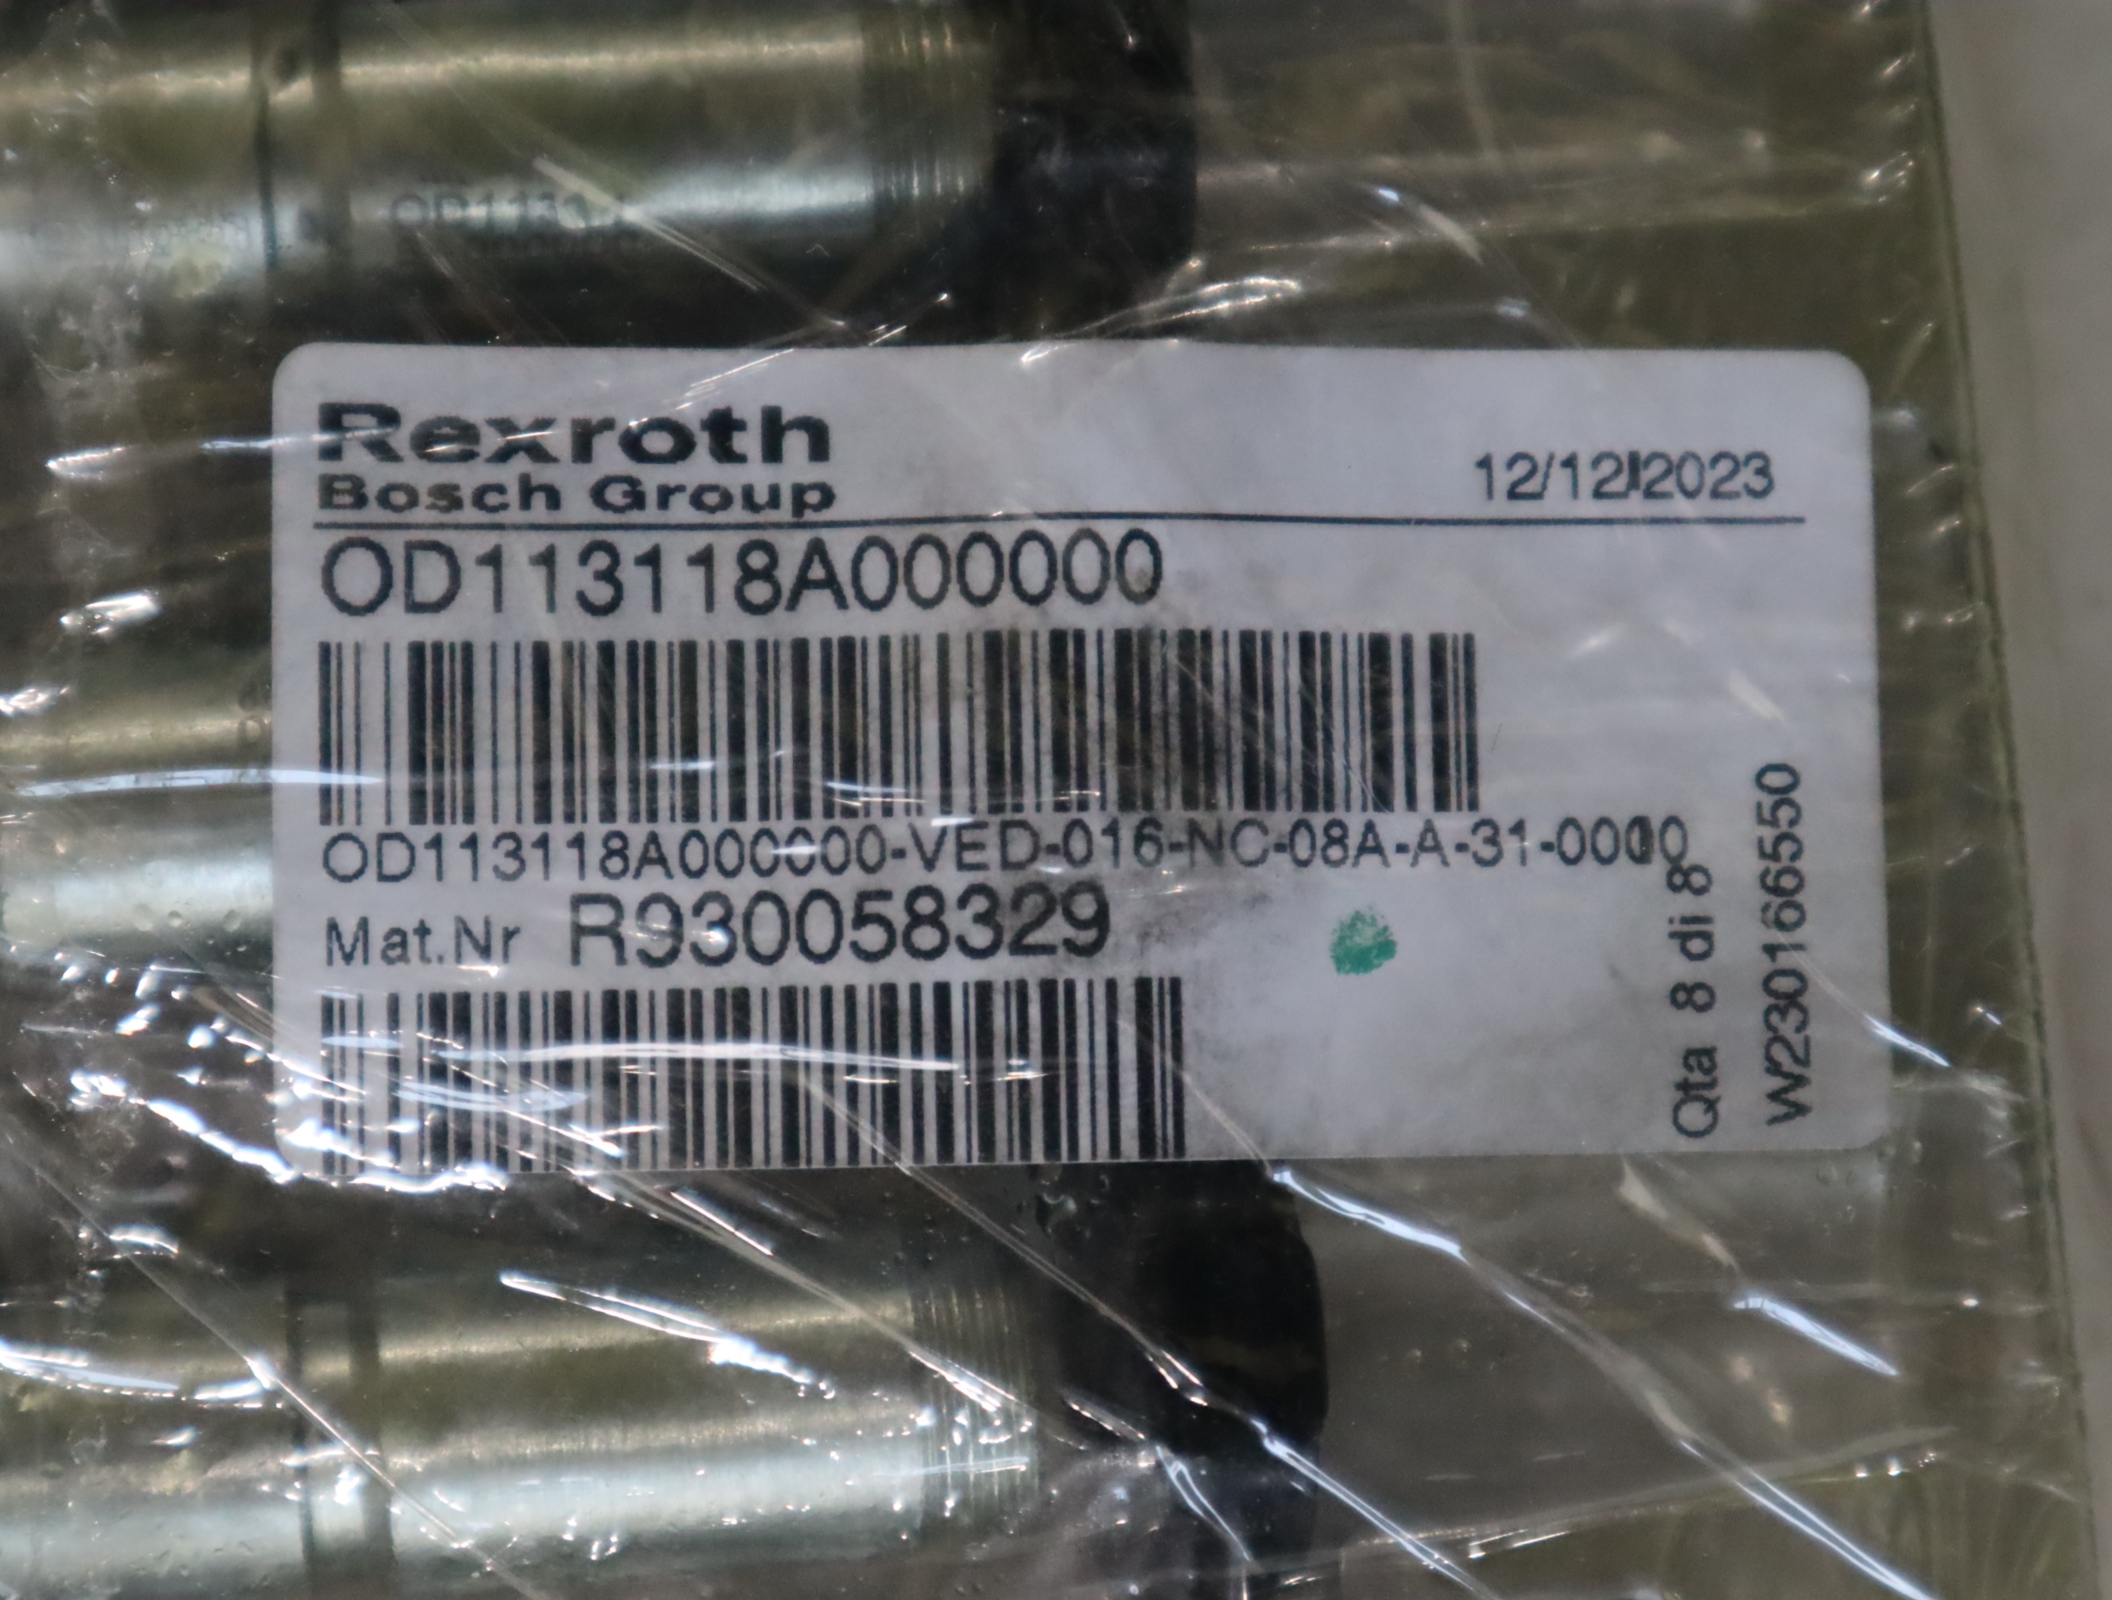 Rexroth
Bosch Group
12/12/2023
OD113118A000000
OD113118A000000-VED-016-NC-08A-A-31-0000
Mat.Nr R930058329
Qta 8 di 8
W230166550